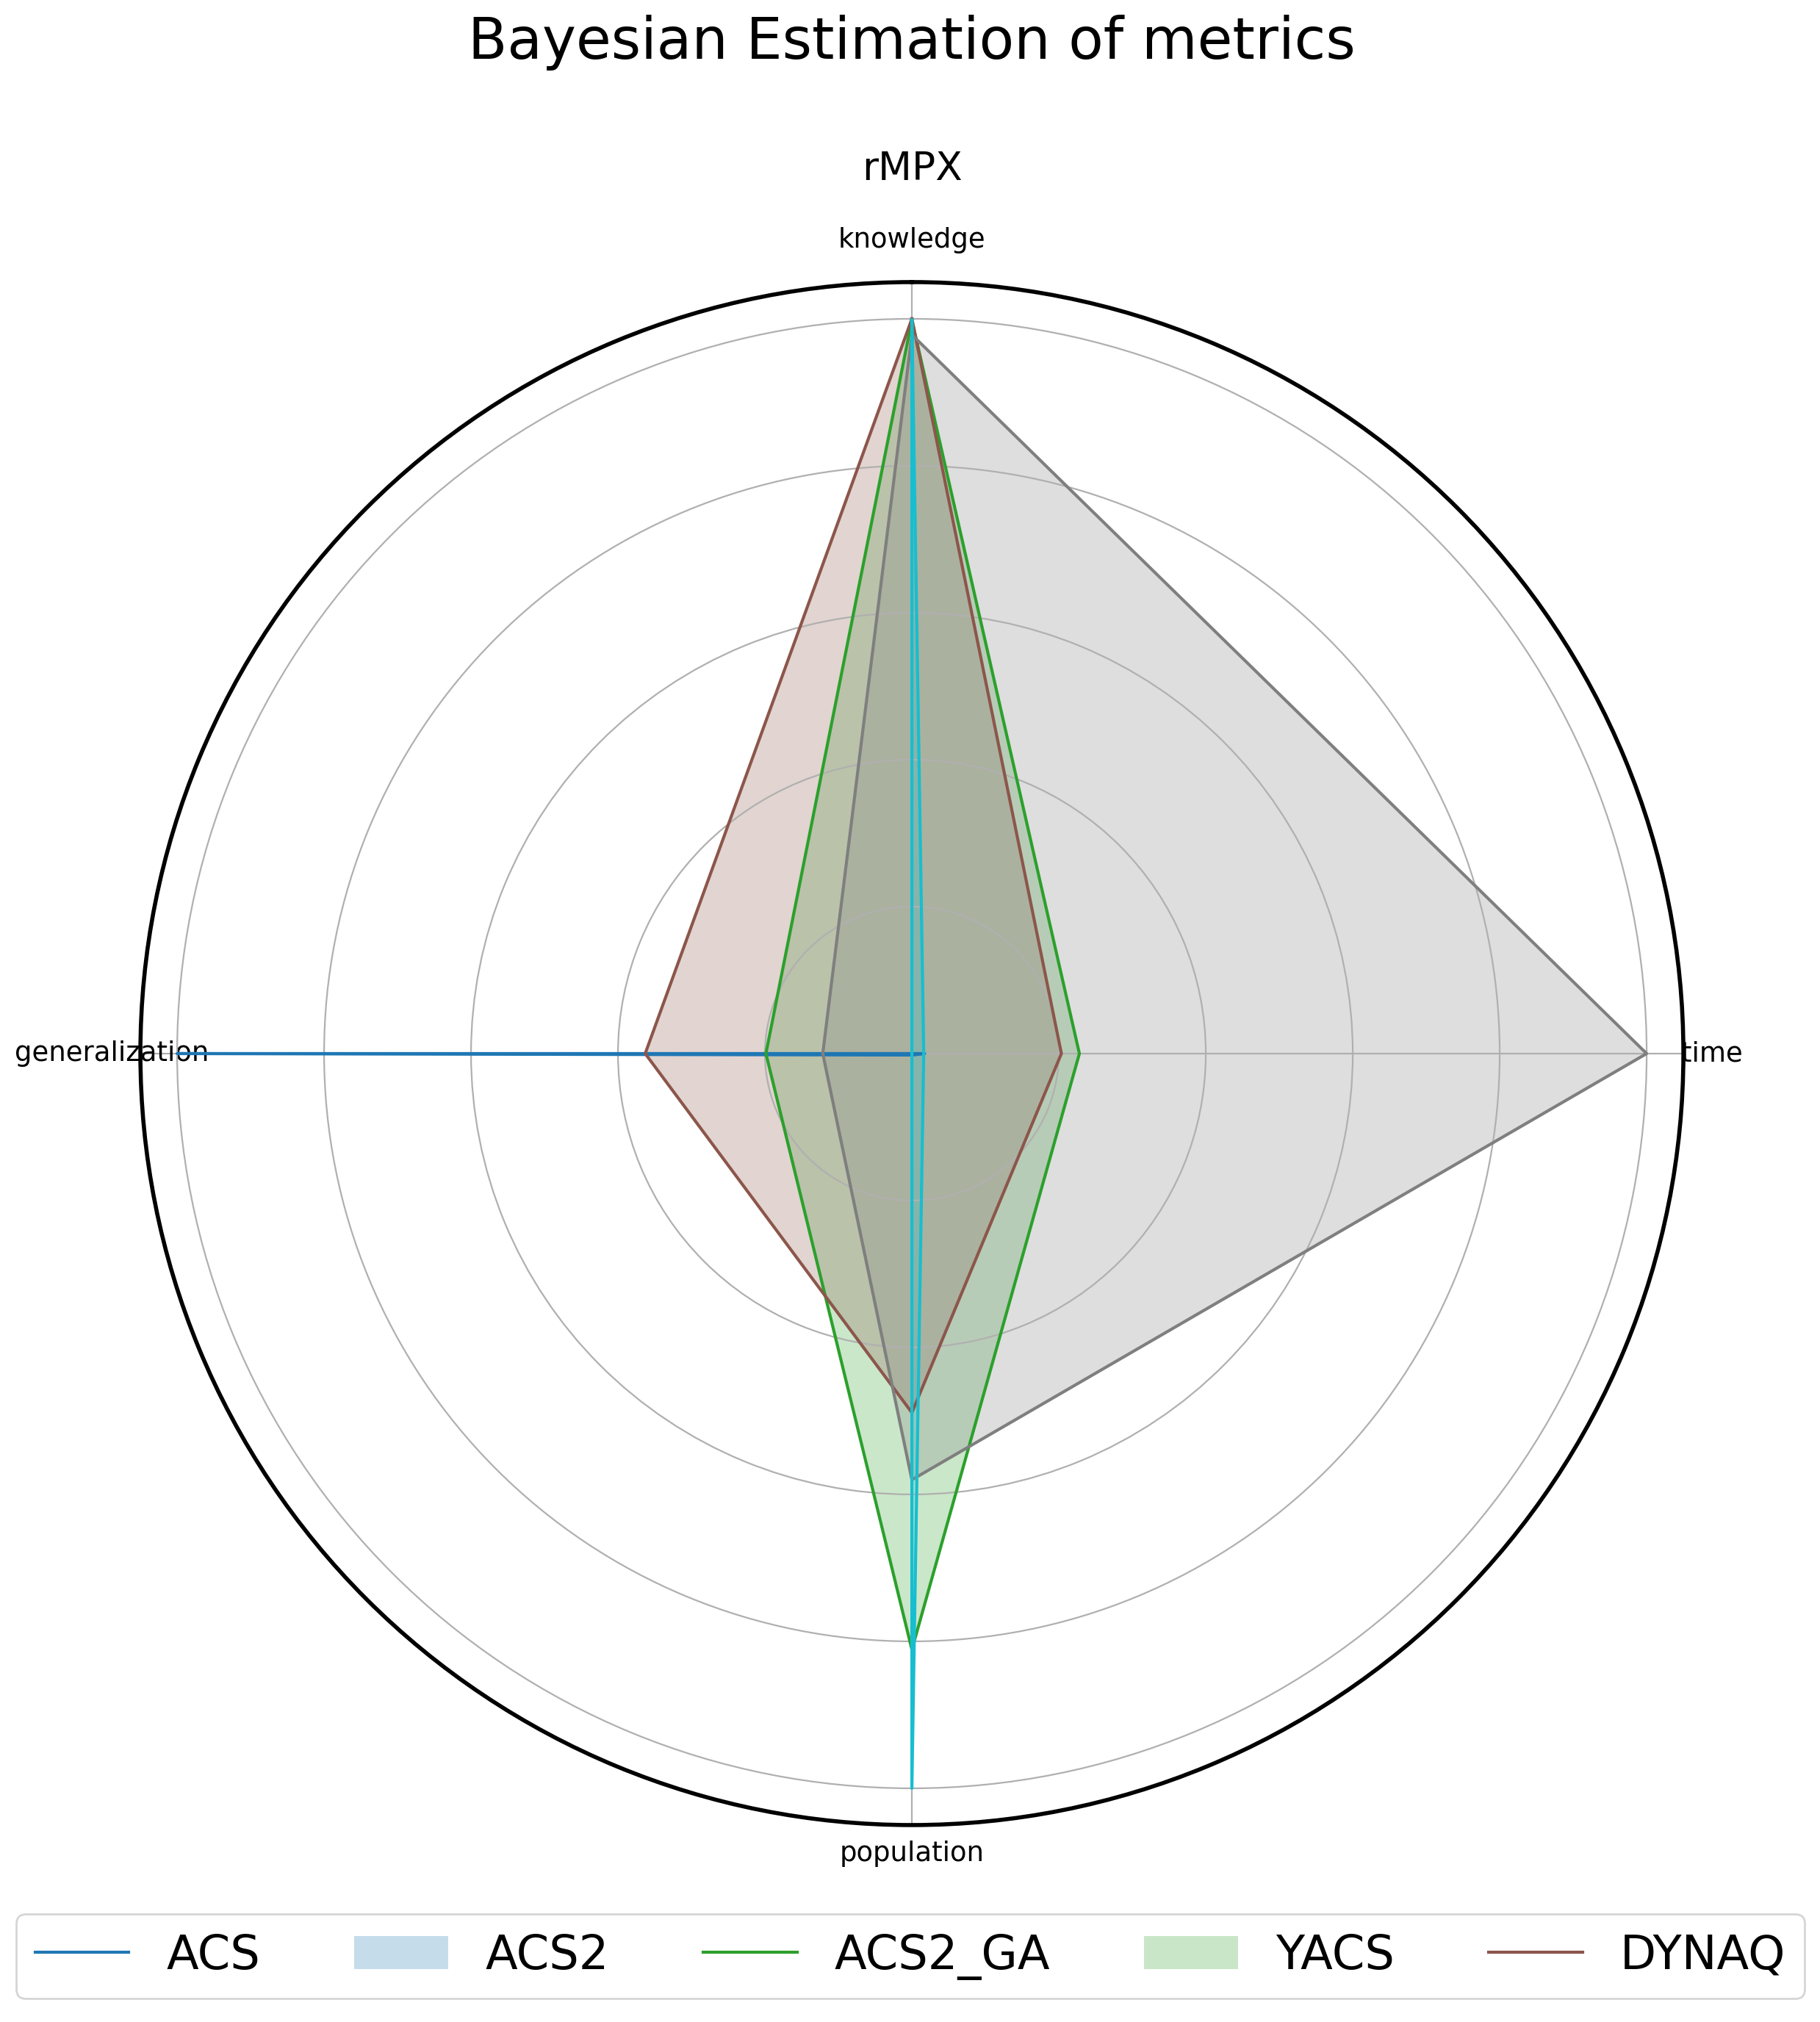 Bayesian Estimation of metrics
rMPX
knowledge
generalization
time
population
ACS
ACS2
ACS2_GA
YACS
DYNAQ